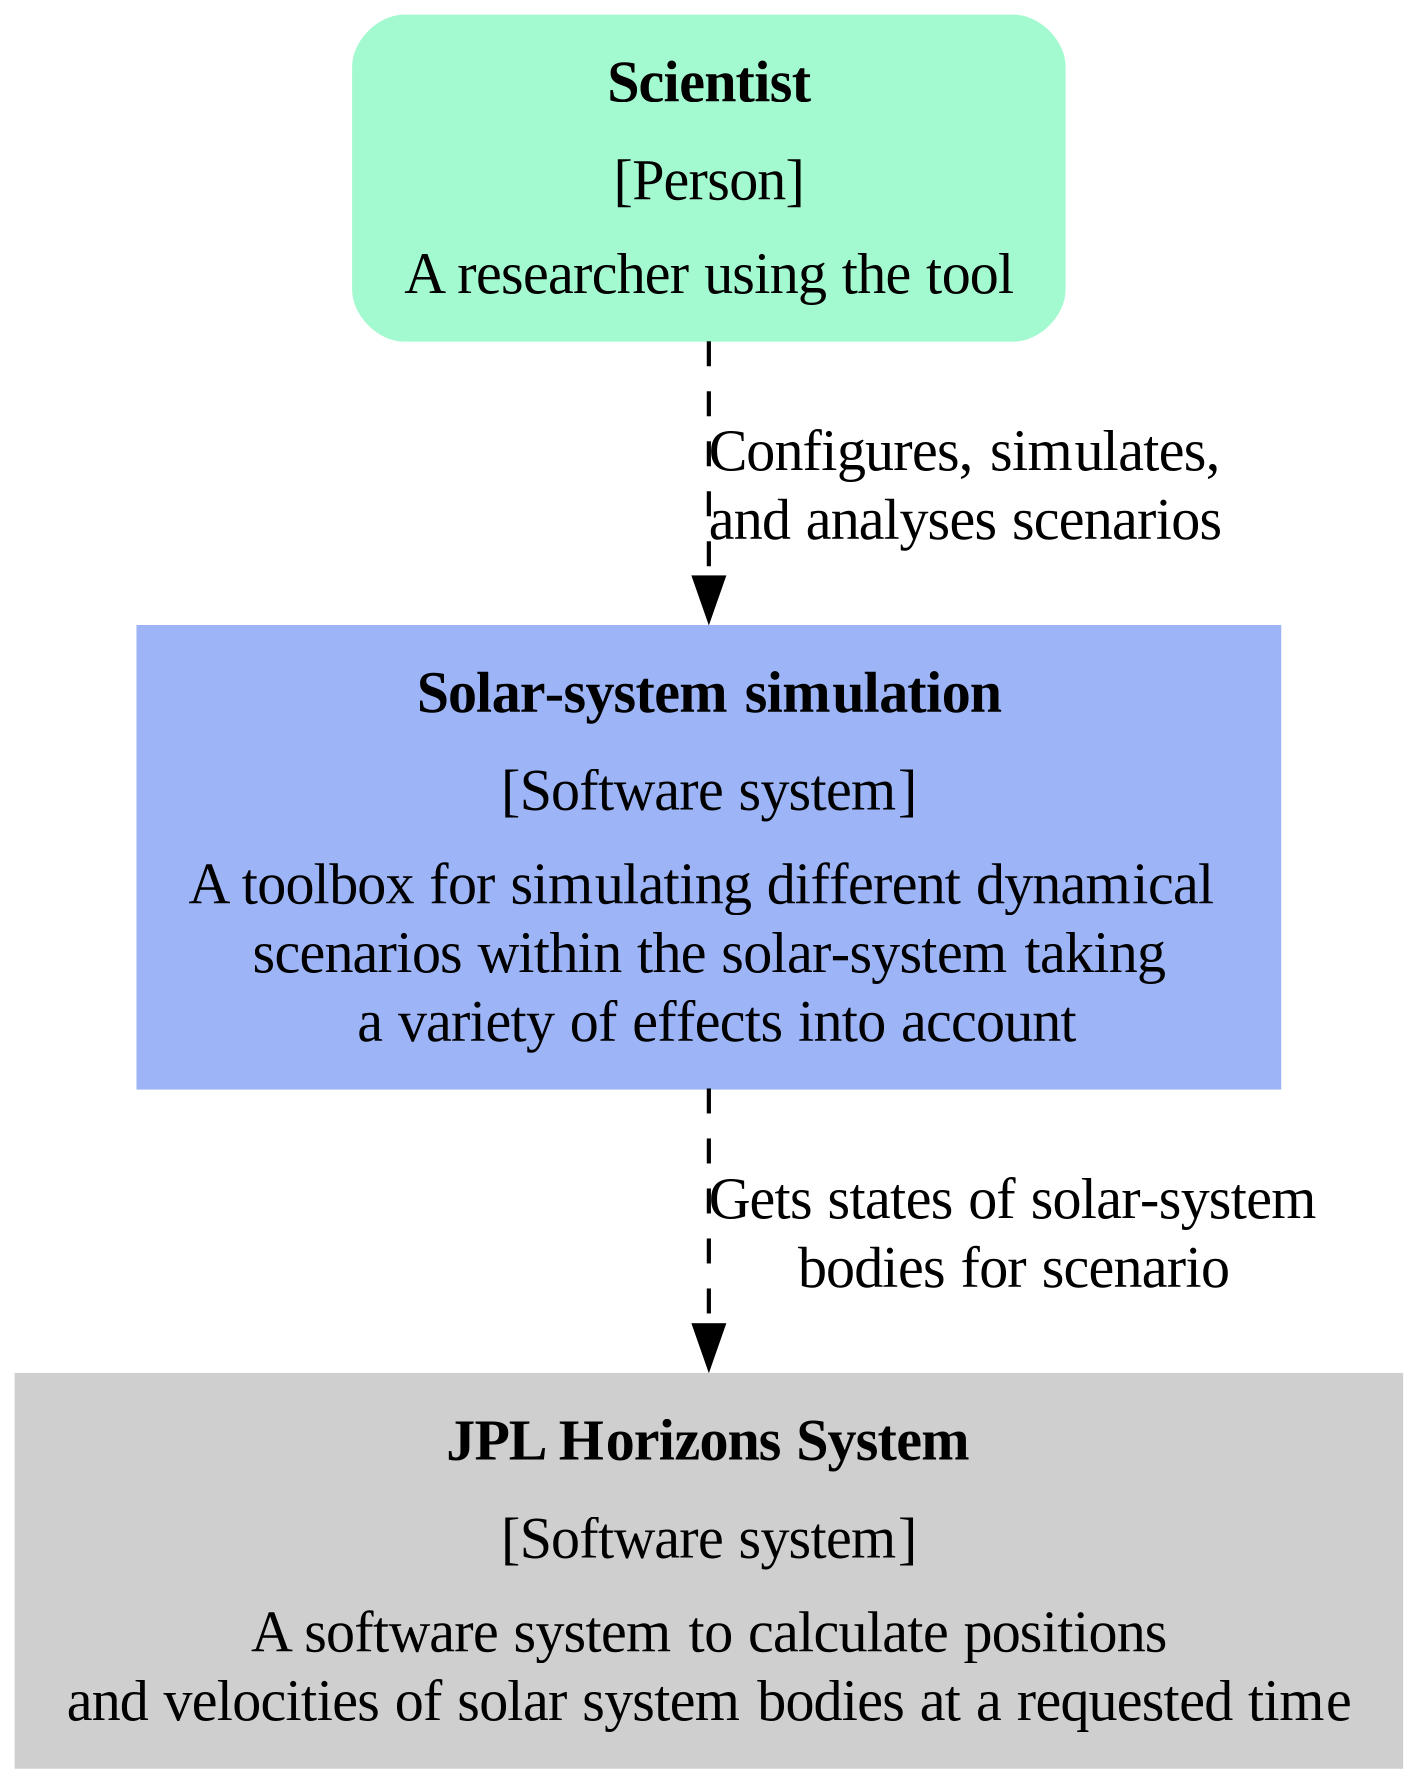 Scientist
[Person]
A researcher using the tool
Configures, simulates,
and analyses scenarios
Solar-system simulation
[Software system]
A toolbox for simulating different dynamical
scenarios within the solar-system taking
a variety of effects into account
Gets states of solar-system
bodies for scenario
JPL Horizons System
[Software system]
A software system to calculate positions
and velocities of solar system bodies at a requested time